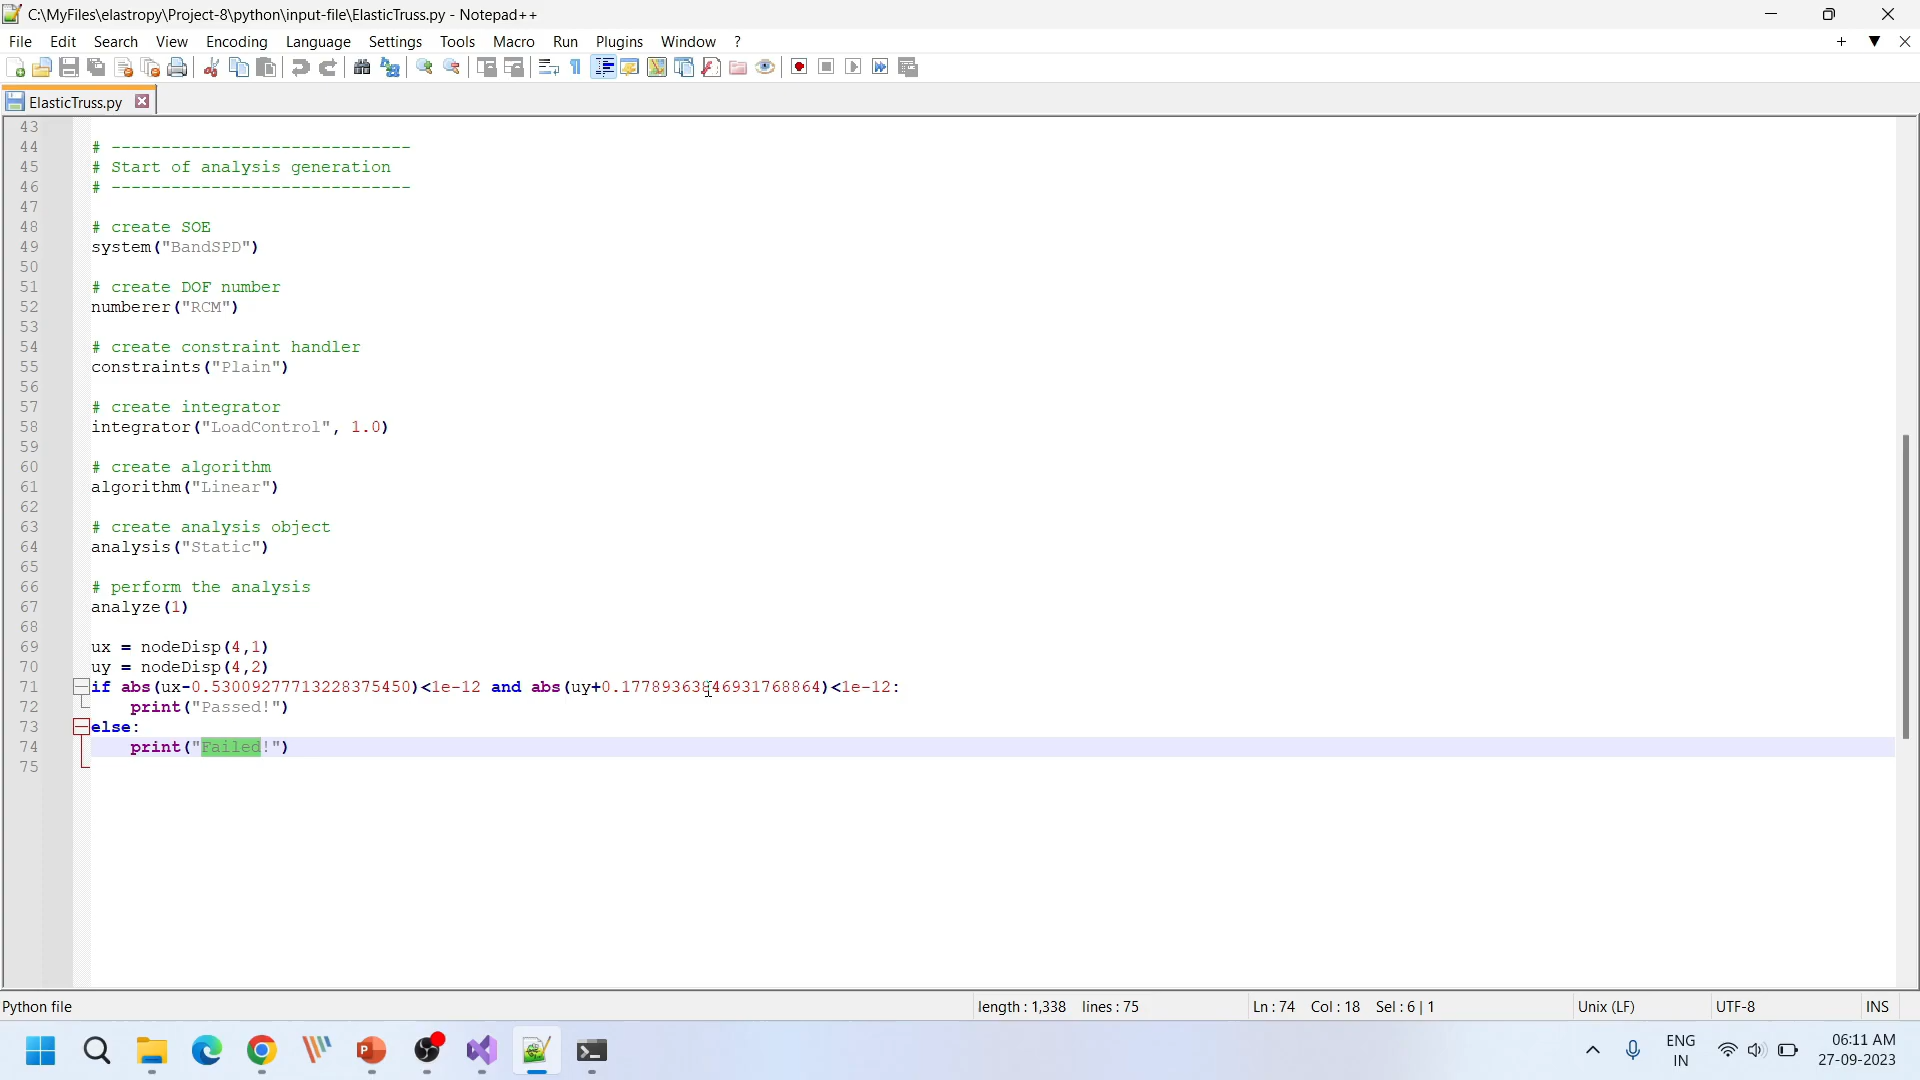 C:\MyFiles\elastropy\Project-8\python\input-file\ElasticTruss.py - Notepad++
File Edit Search View Encoding Language Settings Tools Macro Run Plugins Window ?
ElasticTruss.py
43
44 # ------------------------------
45 # Start of analysis generation
46 # ------------------------------
47
48 # create SOE
49 system("BandSPD")
50
51 # create DOF number
52 numberer("RCM")
53
54 # create constraint handler
55 constraints("Plain")
56
57 # create integrator
58 integrator("LoadControl", 1.0)
59
60 # create algorithm
61 algorithm("Linear")
62
63 # create analysis object
64 analysis("Static")
65
66 # perform the analysis
67 analyze(1)
68
69 ux = nodeDisp(4,1)
70 uy = nodeDisp(4,2)
71 if abs(ux-0.53009277713228375450)<1e-12 and abs(uy+0.17789363846931768864)<1e-12:
72 print("Passed!")
73 else:
74 print("Failed!")
75
Python file length : 1,338 lines : 75 Ln : 74 Col : 18 Sel : 6 | 1 Unix (LF) UTF-8 INS
ENG
IN
06:11 AM
27-09-2023